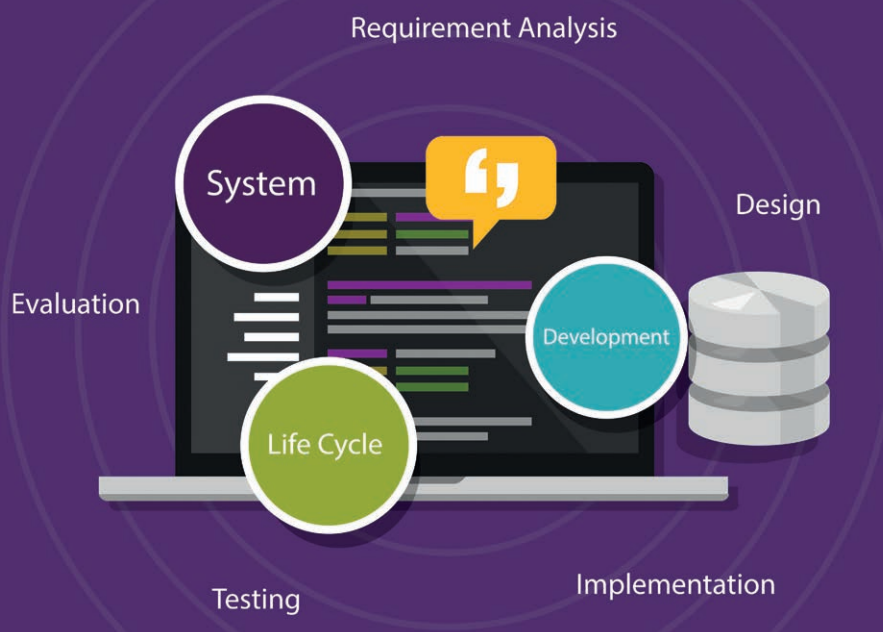 Requirement Analysis
System
Design
Evaluation
Development
Life Cycle
Implementation
Testing